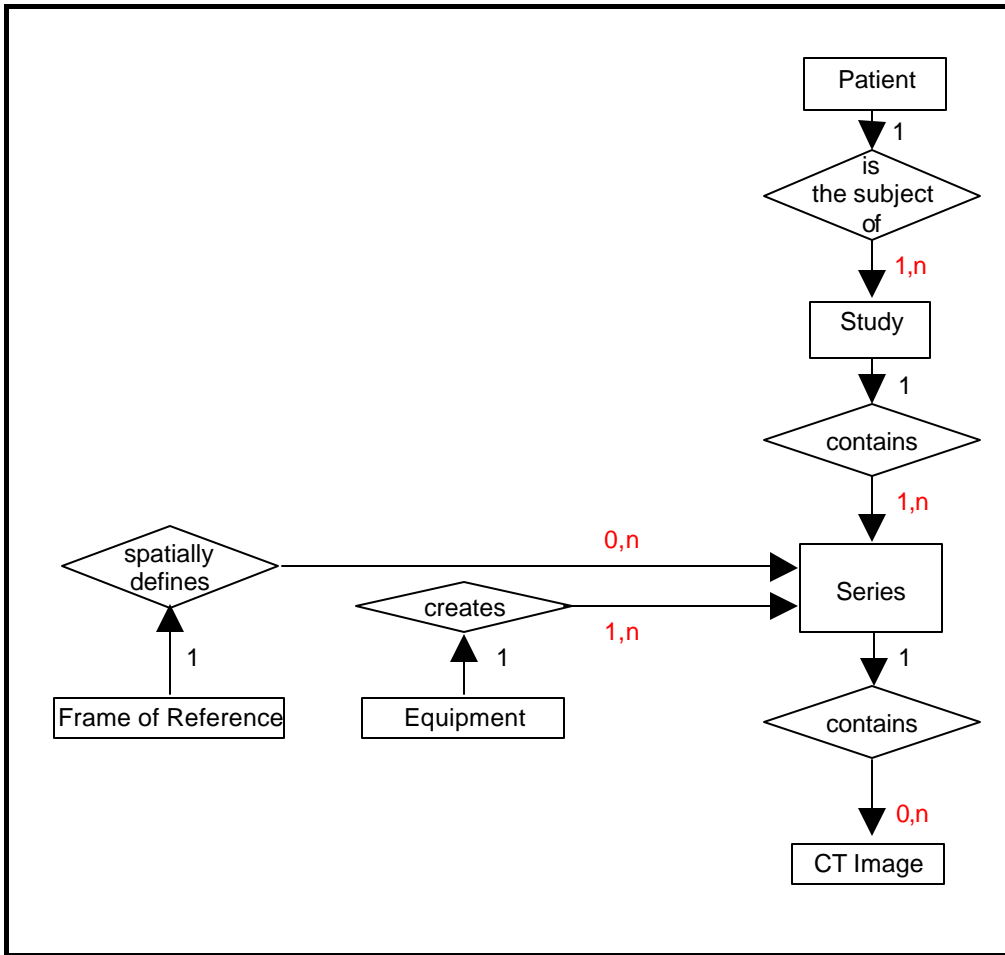 Patient
1
is
the subject
of
1,n
Study
1
contains
1,n
spatially
defines
0,n
Series
creates
1,n
1
1
1
Frame of Reference
Equipment
contains
0,n
CT Image